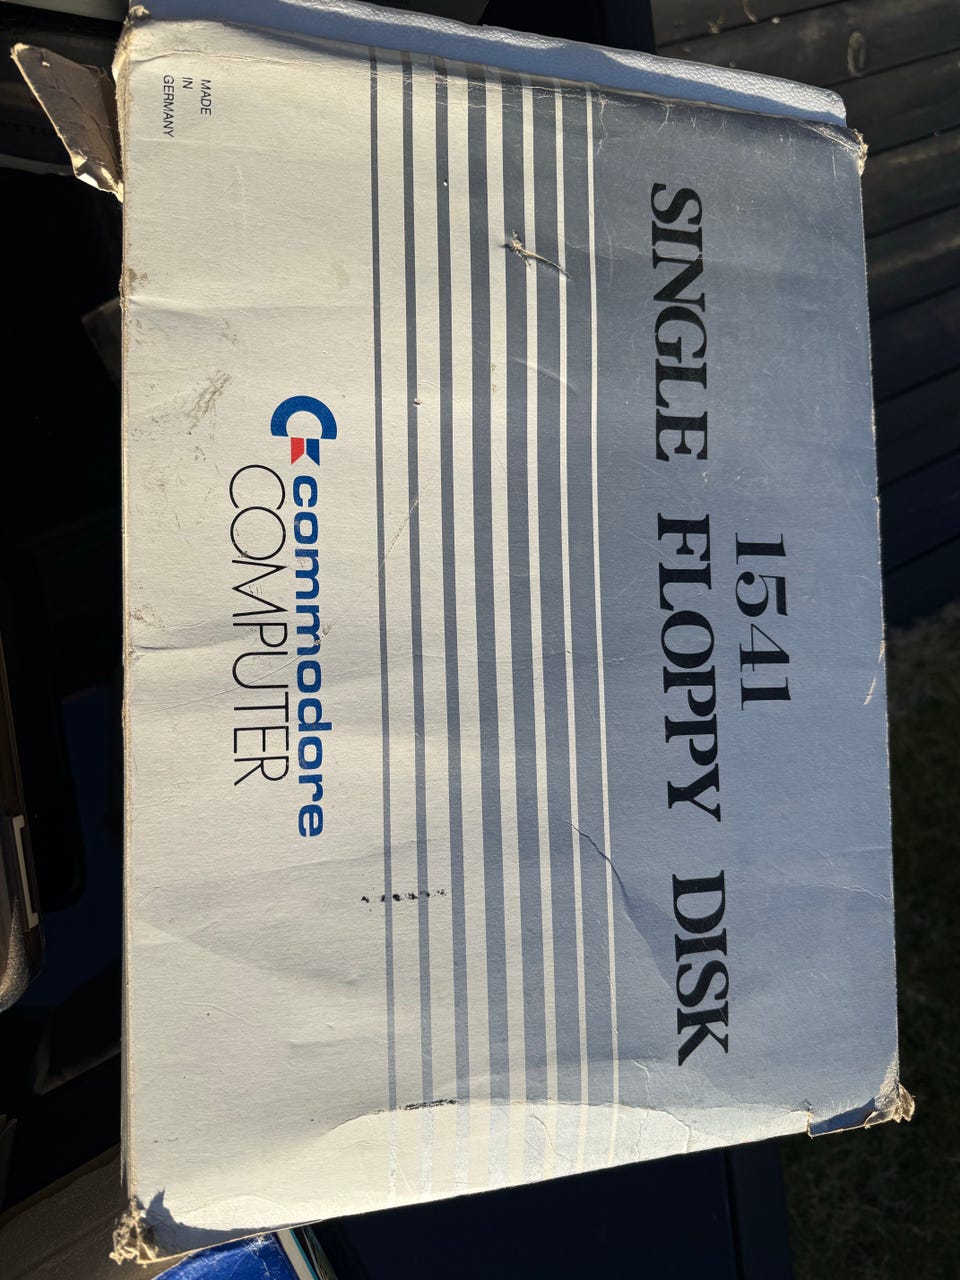 1541
SINGLE FLOPPY DISK
commodore
COMPUTER
MADE
IN
GERMANY